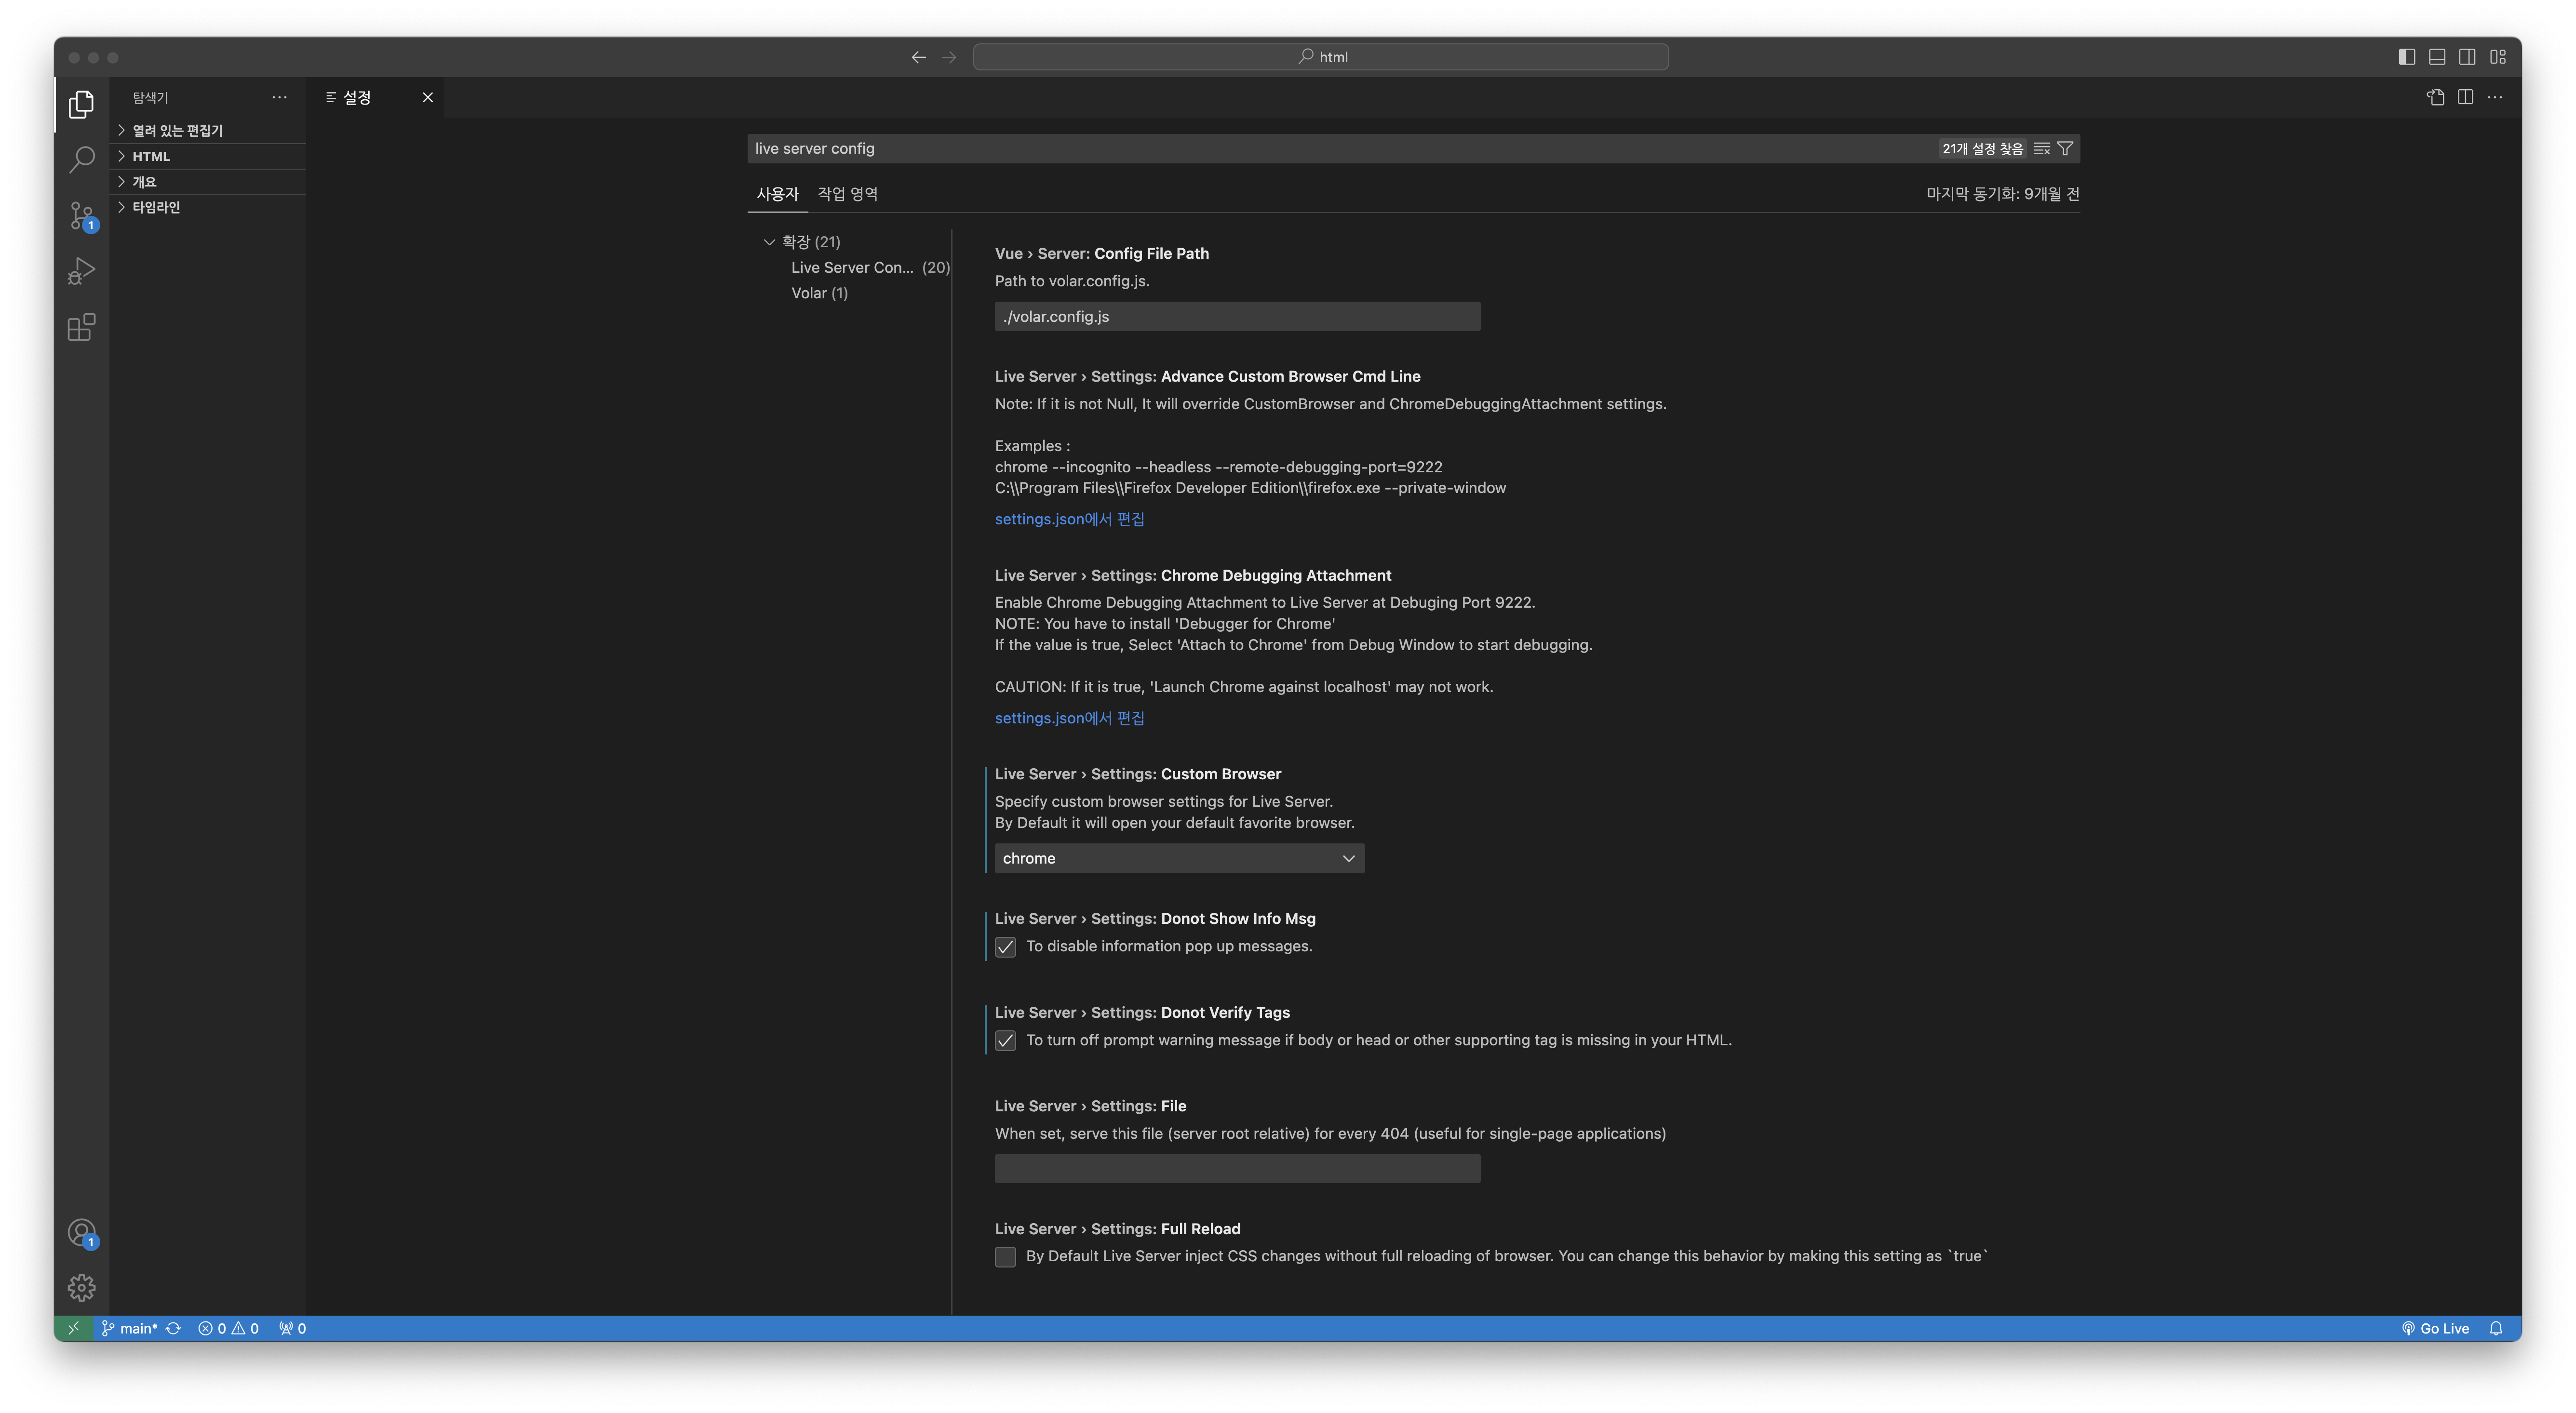 html
탐색기
설정
열려 있는 편집기
HTML
개요
타임라인
live server config
21개 설정 찾음
사용자
작업 영역
마지막 동기화: 9개월 전
확장 (21)
Live Server Con... (20)
Volar (1)
Vue › Server: Config File Path
Path to volar.config.js.
./volar.config.js
Live Server › Settings: Advance Custom Browser Cmd Line
Note: If it is not Null, It will override CustomBrowser and ChromeDebuggingAttachment settings.
Examples :
chrome --incognito --headless --remote-debugging-port=9222
C:\\Program Files\\Firefox Developer Edition\\firefox.exe --private-window
settings.json에서 편집
Live Server › Settings: Chrome Debugging Attachment
Enable Chrome Debugging Attachment to Live Server at Debuging Port 9222.
NOTE: You have to install 'Debugger for Chrome'
If the value is true, Select 'Attach to Chrome' from Debug Window to start debugging.
CAUTION: If it is true, 'Launch Chrome against localhost' may not work.
settings.json에서 편집
Live Server › Settings: Custom Browser
Specify custom browser settings for Live Server.
By Default it will open your default favorite browser.
chrome
Live Server › Settings: Donot Show Info Msg
To disable information pop up messages.
Live Server › Settings: Donot Verify Tags
To turn off prompt warning message if body or head or other supporting tag is missing in your HTML.
Live Server › Settings: File
When set, serve this file (server root relative) for every 404 (useful for single-page applications)
Live Server › Settings: Full Reload
By Default Live Server inject CSS changes without full reloading of browser. You can change this behavior by making this setting as `true`
1
1
main*
0
0
0
Go Live